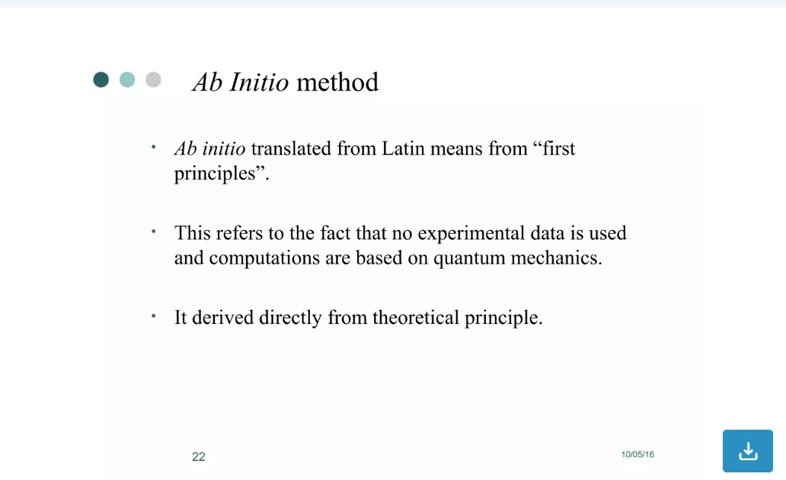 Ab Initio method
• Ab initio translated from Latin means from “first
principles”.
• This refers to the fact that no experimental data is used
and computations are based on quantum mechanics.
• It derived directly from theoretical principle.
22
10/05/16